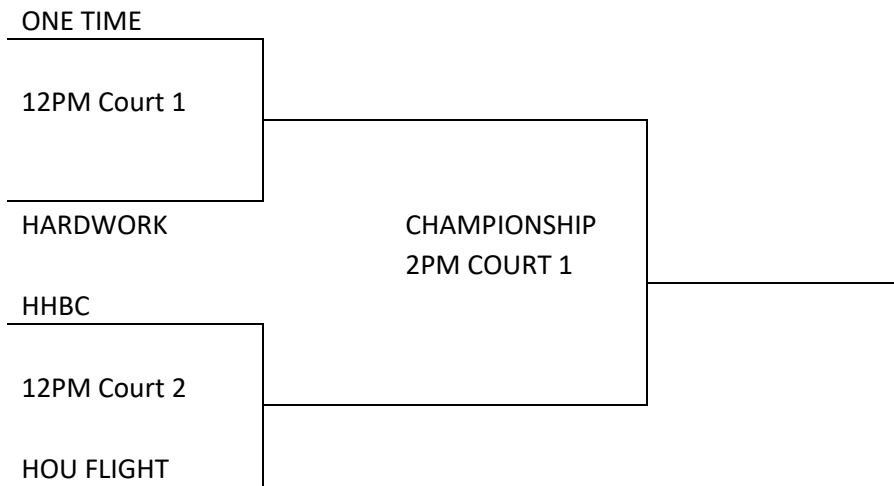 ONE TIME
12PM Court 1
HARDWORK
CHAMPIONSHIP
2PM COURT 1
HHBC
12PM Court 2
HOU FLIGHT